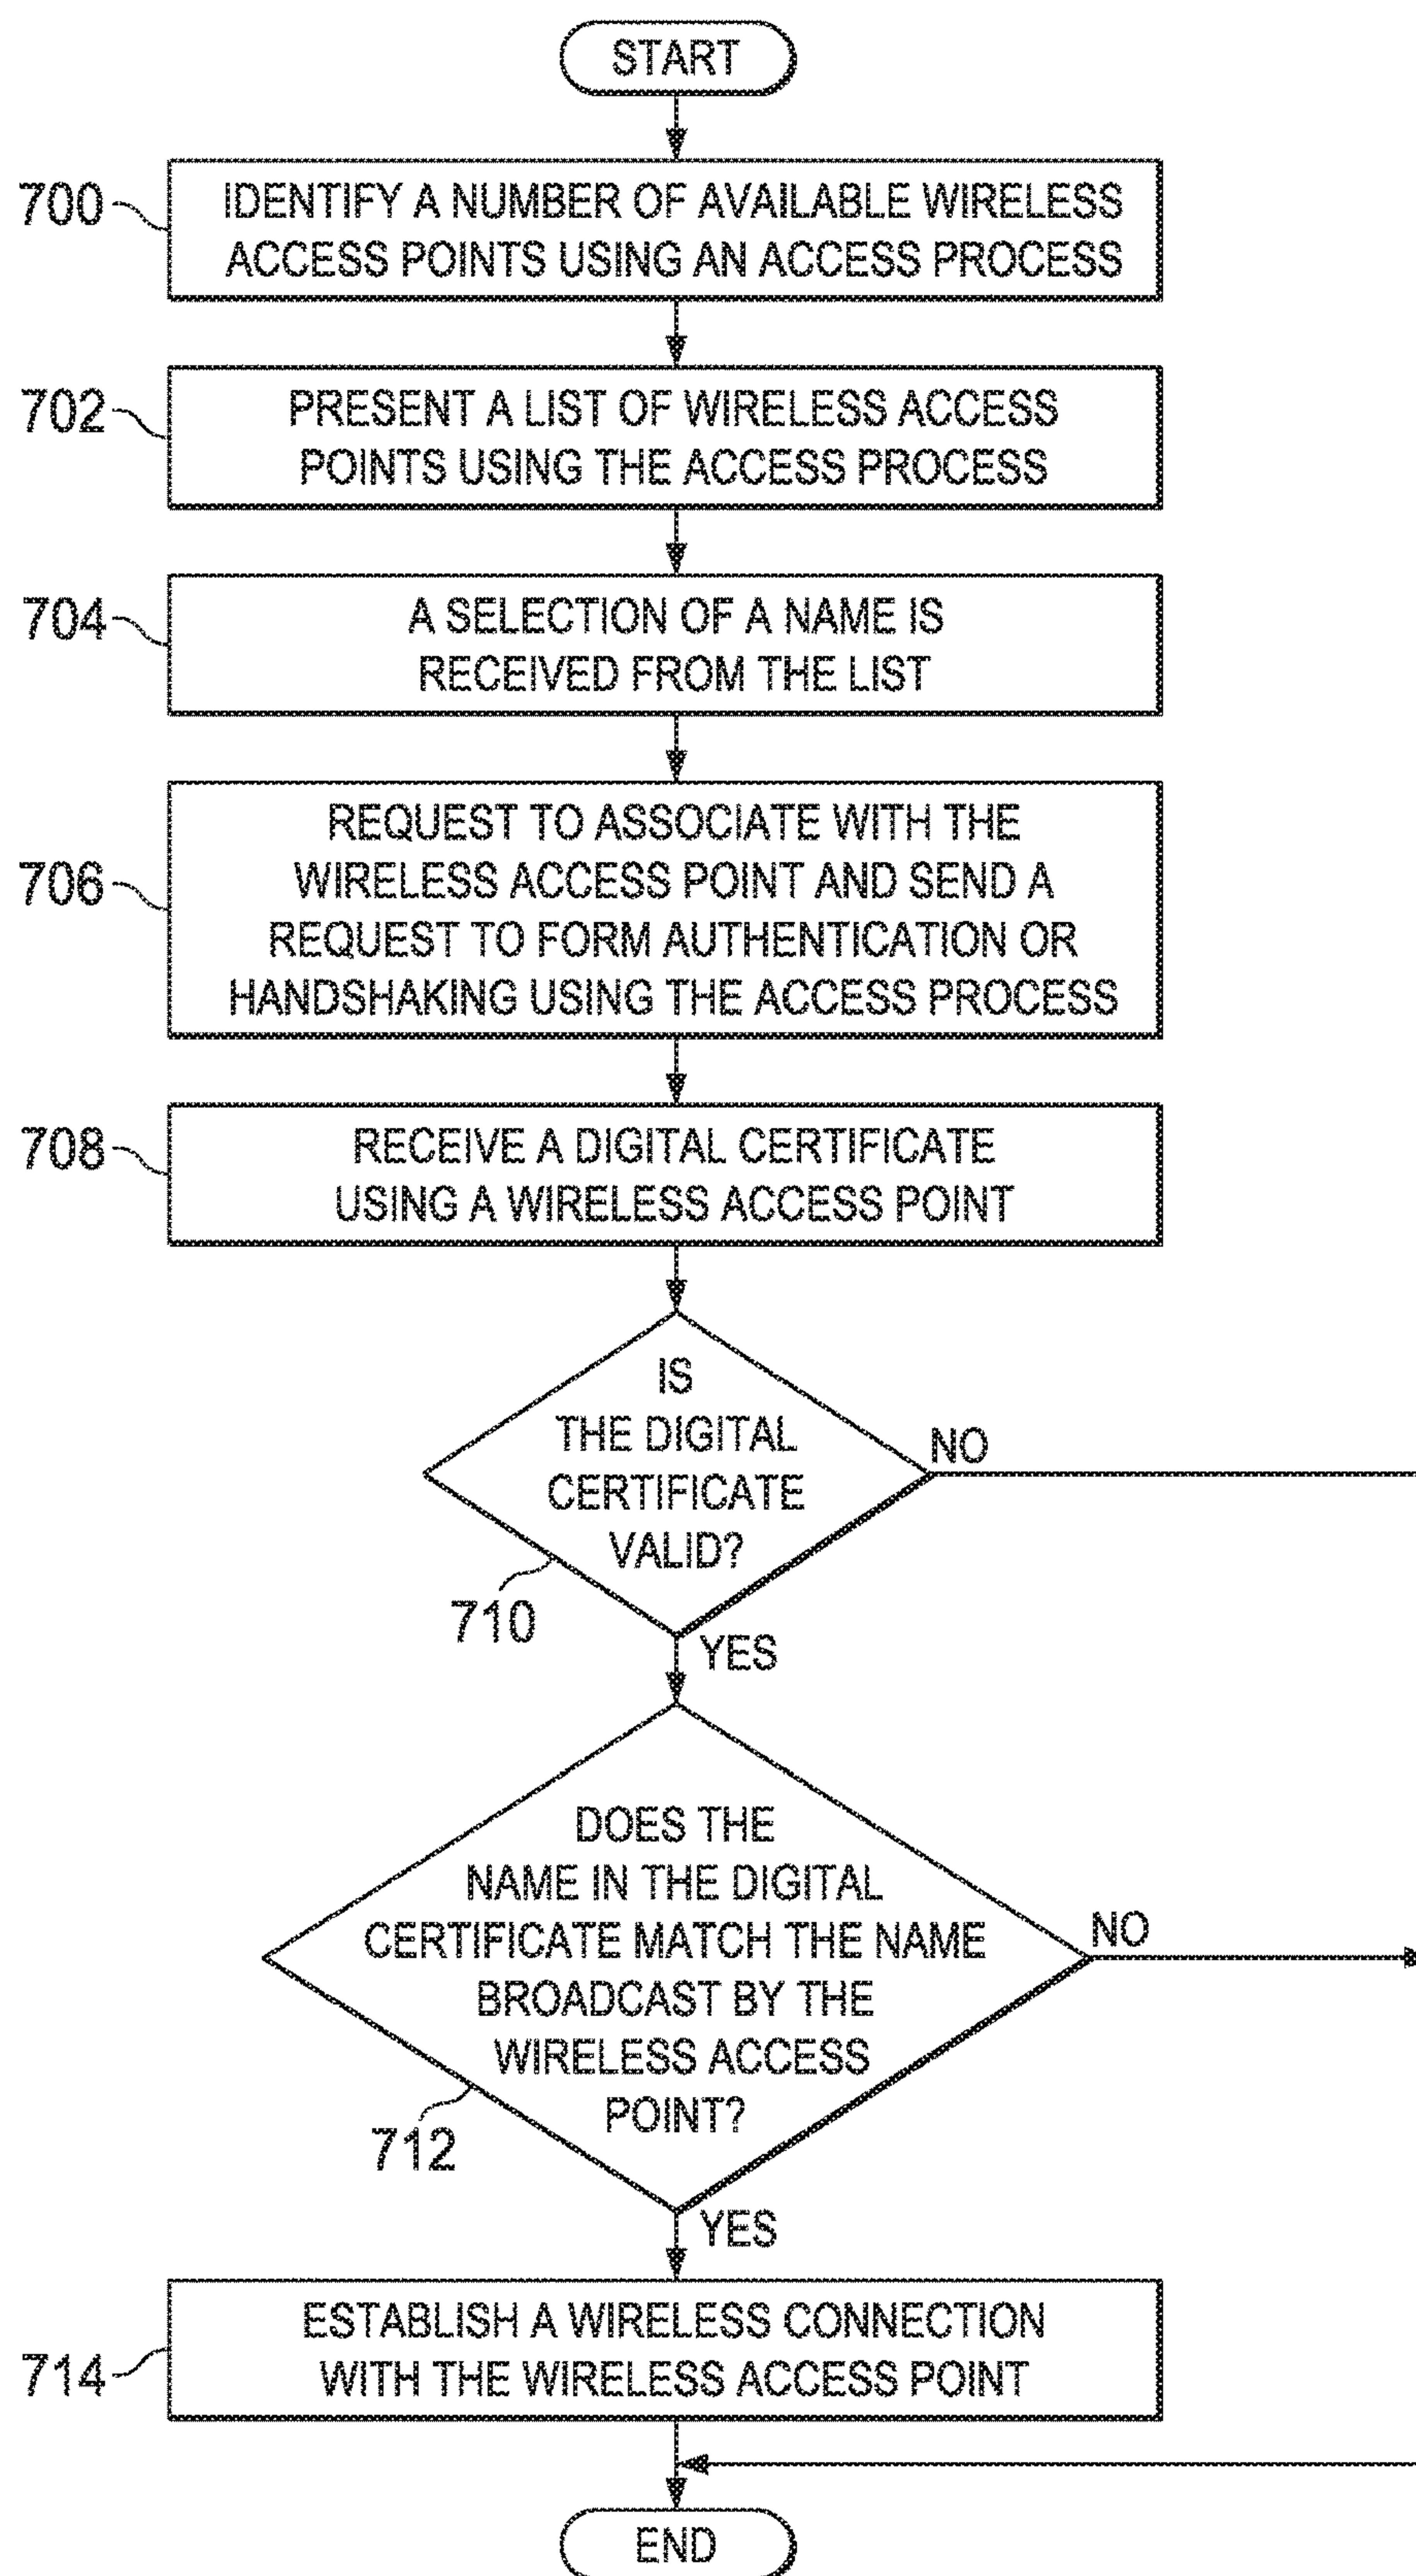 START
700
IDENTIFY A NUMBER OF AVAILABLE WIRELESS
ACCESS POINTS USING AN ACCESS PROCESS
702
PRESENT A LIST OF WIRELESS ACCESS
POINTS USING THE ACCESS PROCESS
704
A SELECTION OF A NAME IS
RECEIVED FROM THE LIST
706
REQUEST TO ASSOCIATE WITH THE
WIRELESS ACCESS POINT AND SEND A
REQUEST TO FORM AUTHENTICATION OR
HANDSHAKING USING THE ACCESS PROCESS
708
RECEIVE A DIGITAL CERTIFICATE
USING A WIRELESS ACCESS POINT
IS
THE DIGITAL
CERTIFICATE
VALID?
NO
710
YES
DOES THE
NAME IN THE DIGITAL
CERTIFICATE MATCH THE NAME
BROADCAST BY THE
WIRELESS ACCESS
POINT?
NO
712
YES
714
ESTABLISH A WIRELESS CONNECTION
WITH THE WIRELESS ACCESS POINT
END